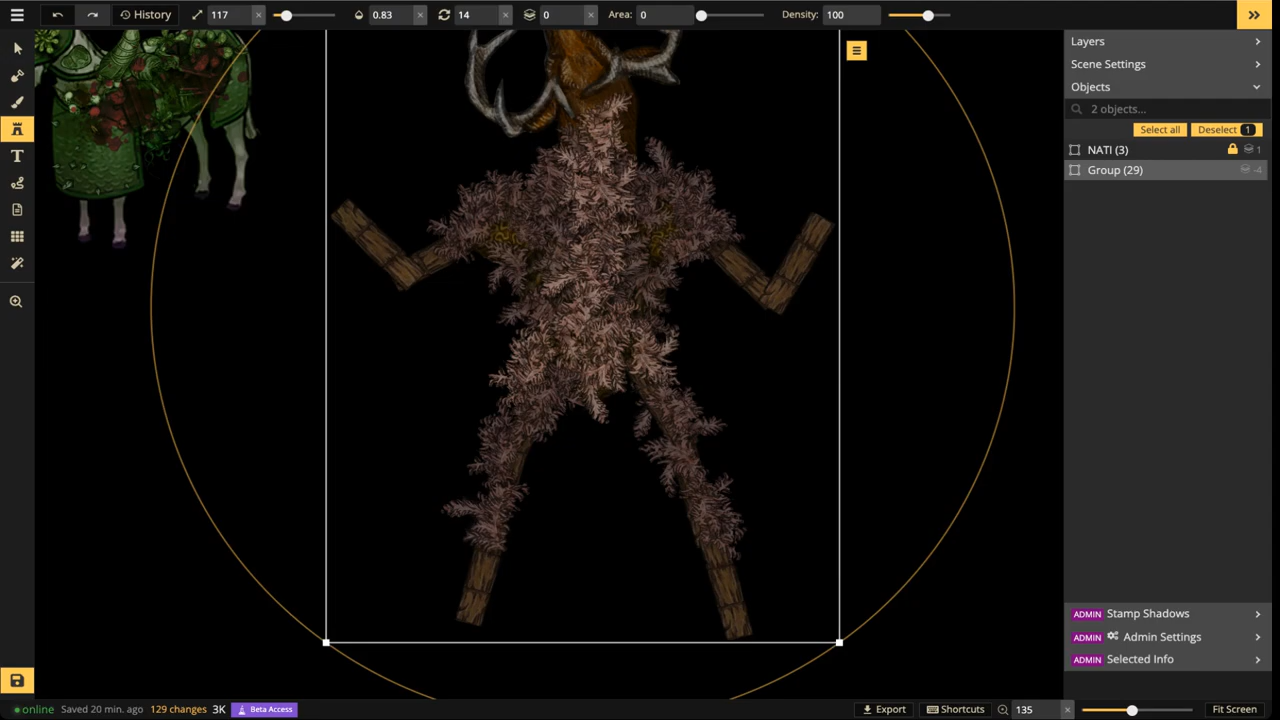 History 117 × 0.83 × 14 × 0 × Area: 0 Density: 100
Layers
Scene Settings
Objects
2 objects...
Select all Deselect 1
NATI (3) 1
Group (29) -4
ADMIN Stamp Shadows
ADMIN Admin Settings
ADMIN Selected Info
online Saved 20 min. ago 129 changes 3K Beta Access Export Shortcuts 135 × Fit Screen